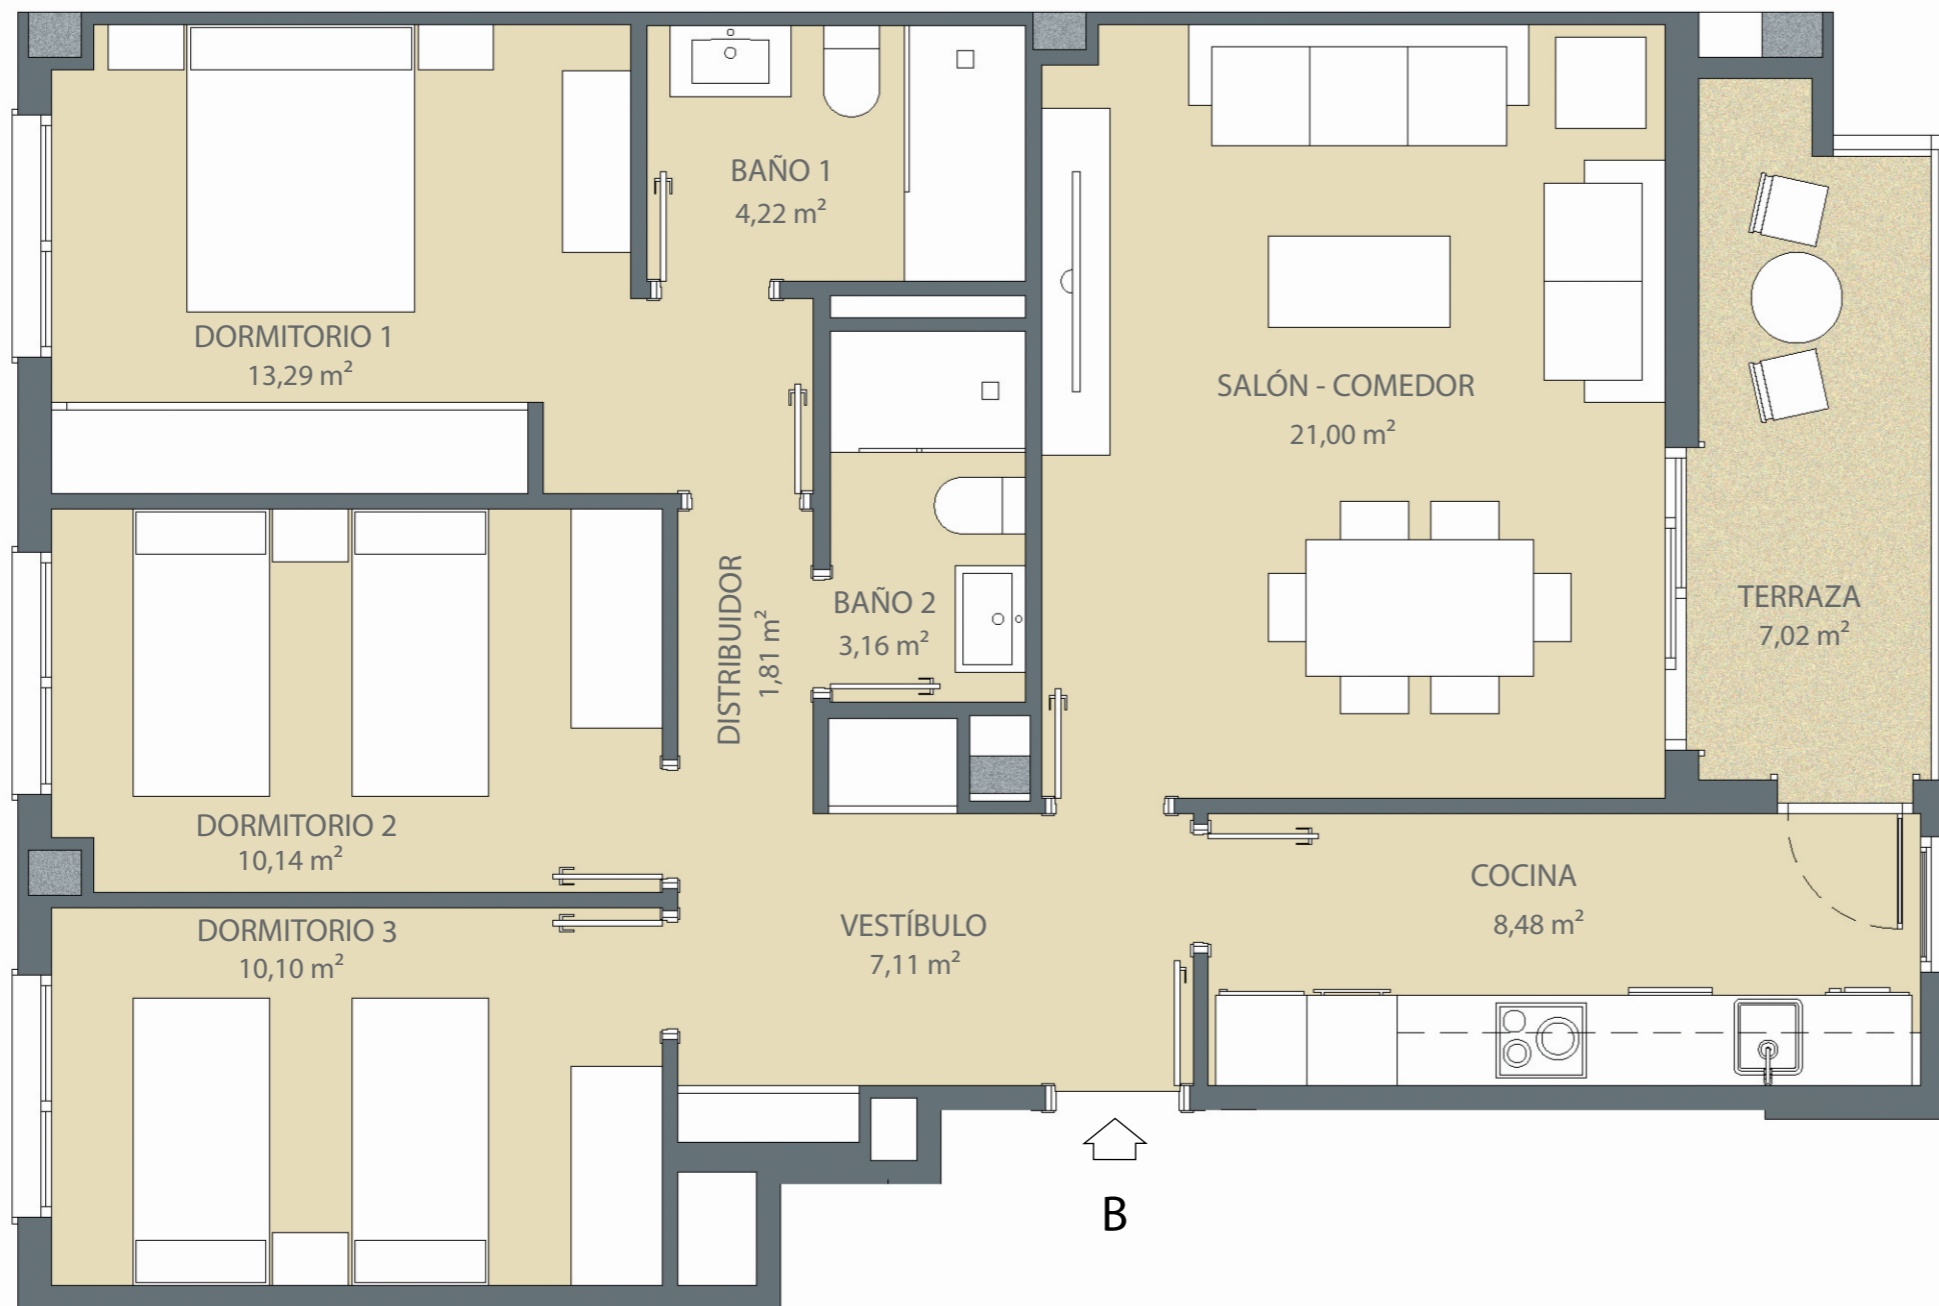 BAÑO 1
4,22 m²
DORMITORIO 1
13,29 m²
SALÓN - COMEDOR
21,00 m²
DISTRIBUIDOR
1,81 m²
BAÑO 2
3,16 m²
TERRAZA
7,02 m²
DORMITORIO 2
10,14 m²
COCINA
8,48 m²
DORMITORIO 3
10,10 m²
VESTÍBULO
7,11 m²
B